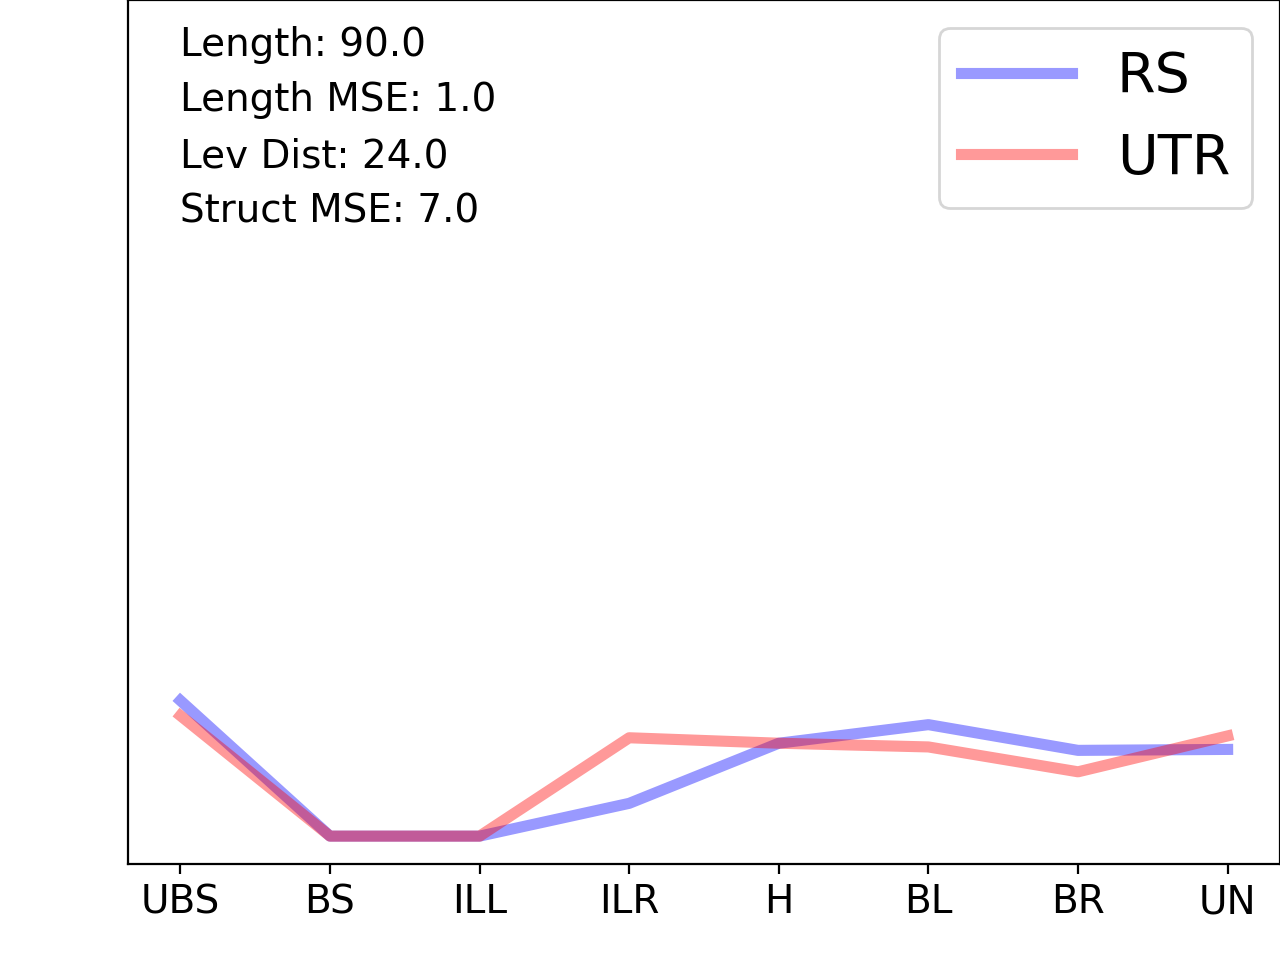 Length: 90.0
Length MSE: 1.0
Lev Dist: 24.0
Struct MSE: 7.0
RS
UTR
UBS BS ILL ILR H BL BR UN